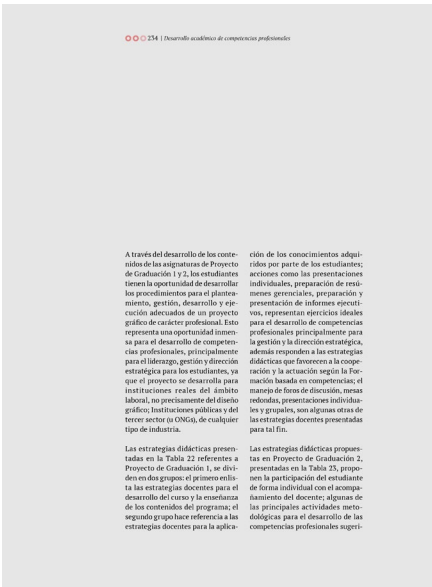 234 | Desarrollo académico de competencias profesionales
A través del desarrollo de los conte-
nidos de las asignaturas de Proyecto
de Graduación 1 y 2, los estudiantes
tienen la oportunidad de desarrollar
los procedimientos para el plantea-
miento, gestión, desarrollo y eje-
cución adecuados de un proyecto
gráfico de carácter profesional. Esto
representa una oportunidad inmen-
sa para el desarrollo de competen-
cias profesionales, principalmente
para el liderazgo, gestión y dirección
estratégica para los estudiantes, ya
que el proyecto se desarrolla para
instituciones reales del ámbito
laboral, no precisamente del diseño
gráfico; Instituciones públicas y del
tercer sector (u ONGs), de cualquier
tipo de industria.
Las estrategias didácticas presen-
tadas en la Tabla 22 referentes a
Proyecto de Graduación 1, se divi-
den en dos grupos: el primero enlis-
ta las estrategias docentes para el
desarrollo del curso y la enseñanza
de los contenidos del programa; el
segundo grupo hace referencia a las
estrategias docentes para la aplica-
ción de los conocimientos adqui-
ridos por parte de los estudiantes;
acciones como las presentaciones
individuales, preparación de resú-
menes gerenciales, preparación y
presentación de informes ejecuti-
vos, representan ejercicios ideales
para el desarrollo de competencias
profesionales principalmente para
la gestión y la dirección estratégica,
además responden a las estrategias
didácticas que favorecen a la coope-
ración y la actuación según la For-
mación basada en competencias; el
manejo de foros de discusión, mesas
redondas, presentaciones individua-
les y grupales, son algunas otras de
las estrategias docentes presentadas
para tal fin.
Las estrategias didácticas propues-
tas en Proyecto de Graduación 2,
presentadas en la Tabla 23, propo-
nen la participación del estudiante
de forma individual con el acompa-
ñamiento del docente; algunas de
las principales actividades meto-
dológicas para el desarrollo de las
competencias profesionales sugeri-